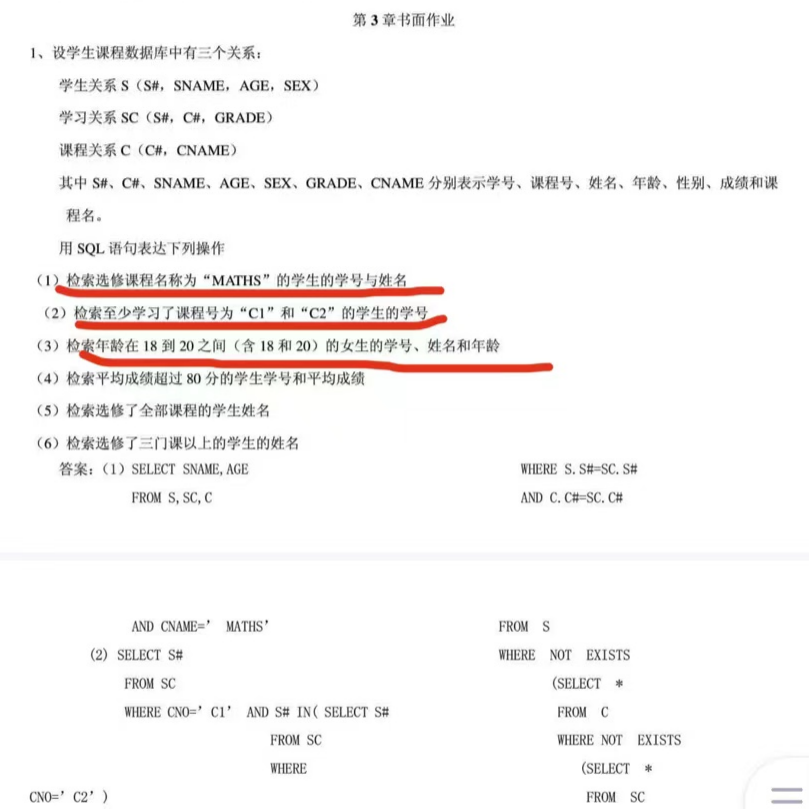 第 3 章书面作业
1、设学生课程数据库中有三个关系：
学生关系 S（S#，SNAME，AGE，SEX）
学习关系 SC（S#，C#，GRADE）
课程关系 C（C#，CNAME）
其中 S#、C#、SNAME、AGE、SEX、GRADE、CNAME 分别表示学号、课程号、姓名、年龄、性别、成绩和课
程名。
用 SQL 语句表达下列操作
（1）检索选修课程名称为“MATHS”的学生的学号与姓名
（2）检索至少学习了课程号为“C1”和“C2”的学生的学号
（3）检索年龄在 18 到 20 之间（含 18 和 20）的女生的学号、姓名和年龄
（4）检索平均成绩超过 80 分的学生学号和平均成绩
（5）检索选修了全部课程的学生姓名
（6）检索选修了三门课以上的学生的姓名
答案：（1）SELECT SNAME,AGE
FROM S,SC,C
WHERE S.S#=SC.S#
AND C.C#=SC.C#
AND CNAME=’ MATHS’
(2) SELECT S#
FROM SC
WHERE CNO=’ C1’ AND S# IN( SELECT S#
FROM SC
WHERE
CNO=’ C2’ )
FROM S
WHERE NOT EXISTS
(SELECT *
FROM C
WHERE NOT EXISTS
(SELECT *
FROM SC